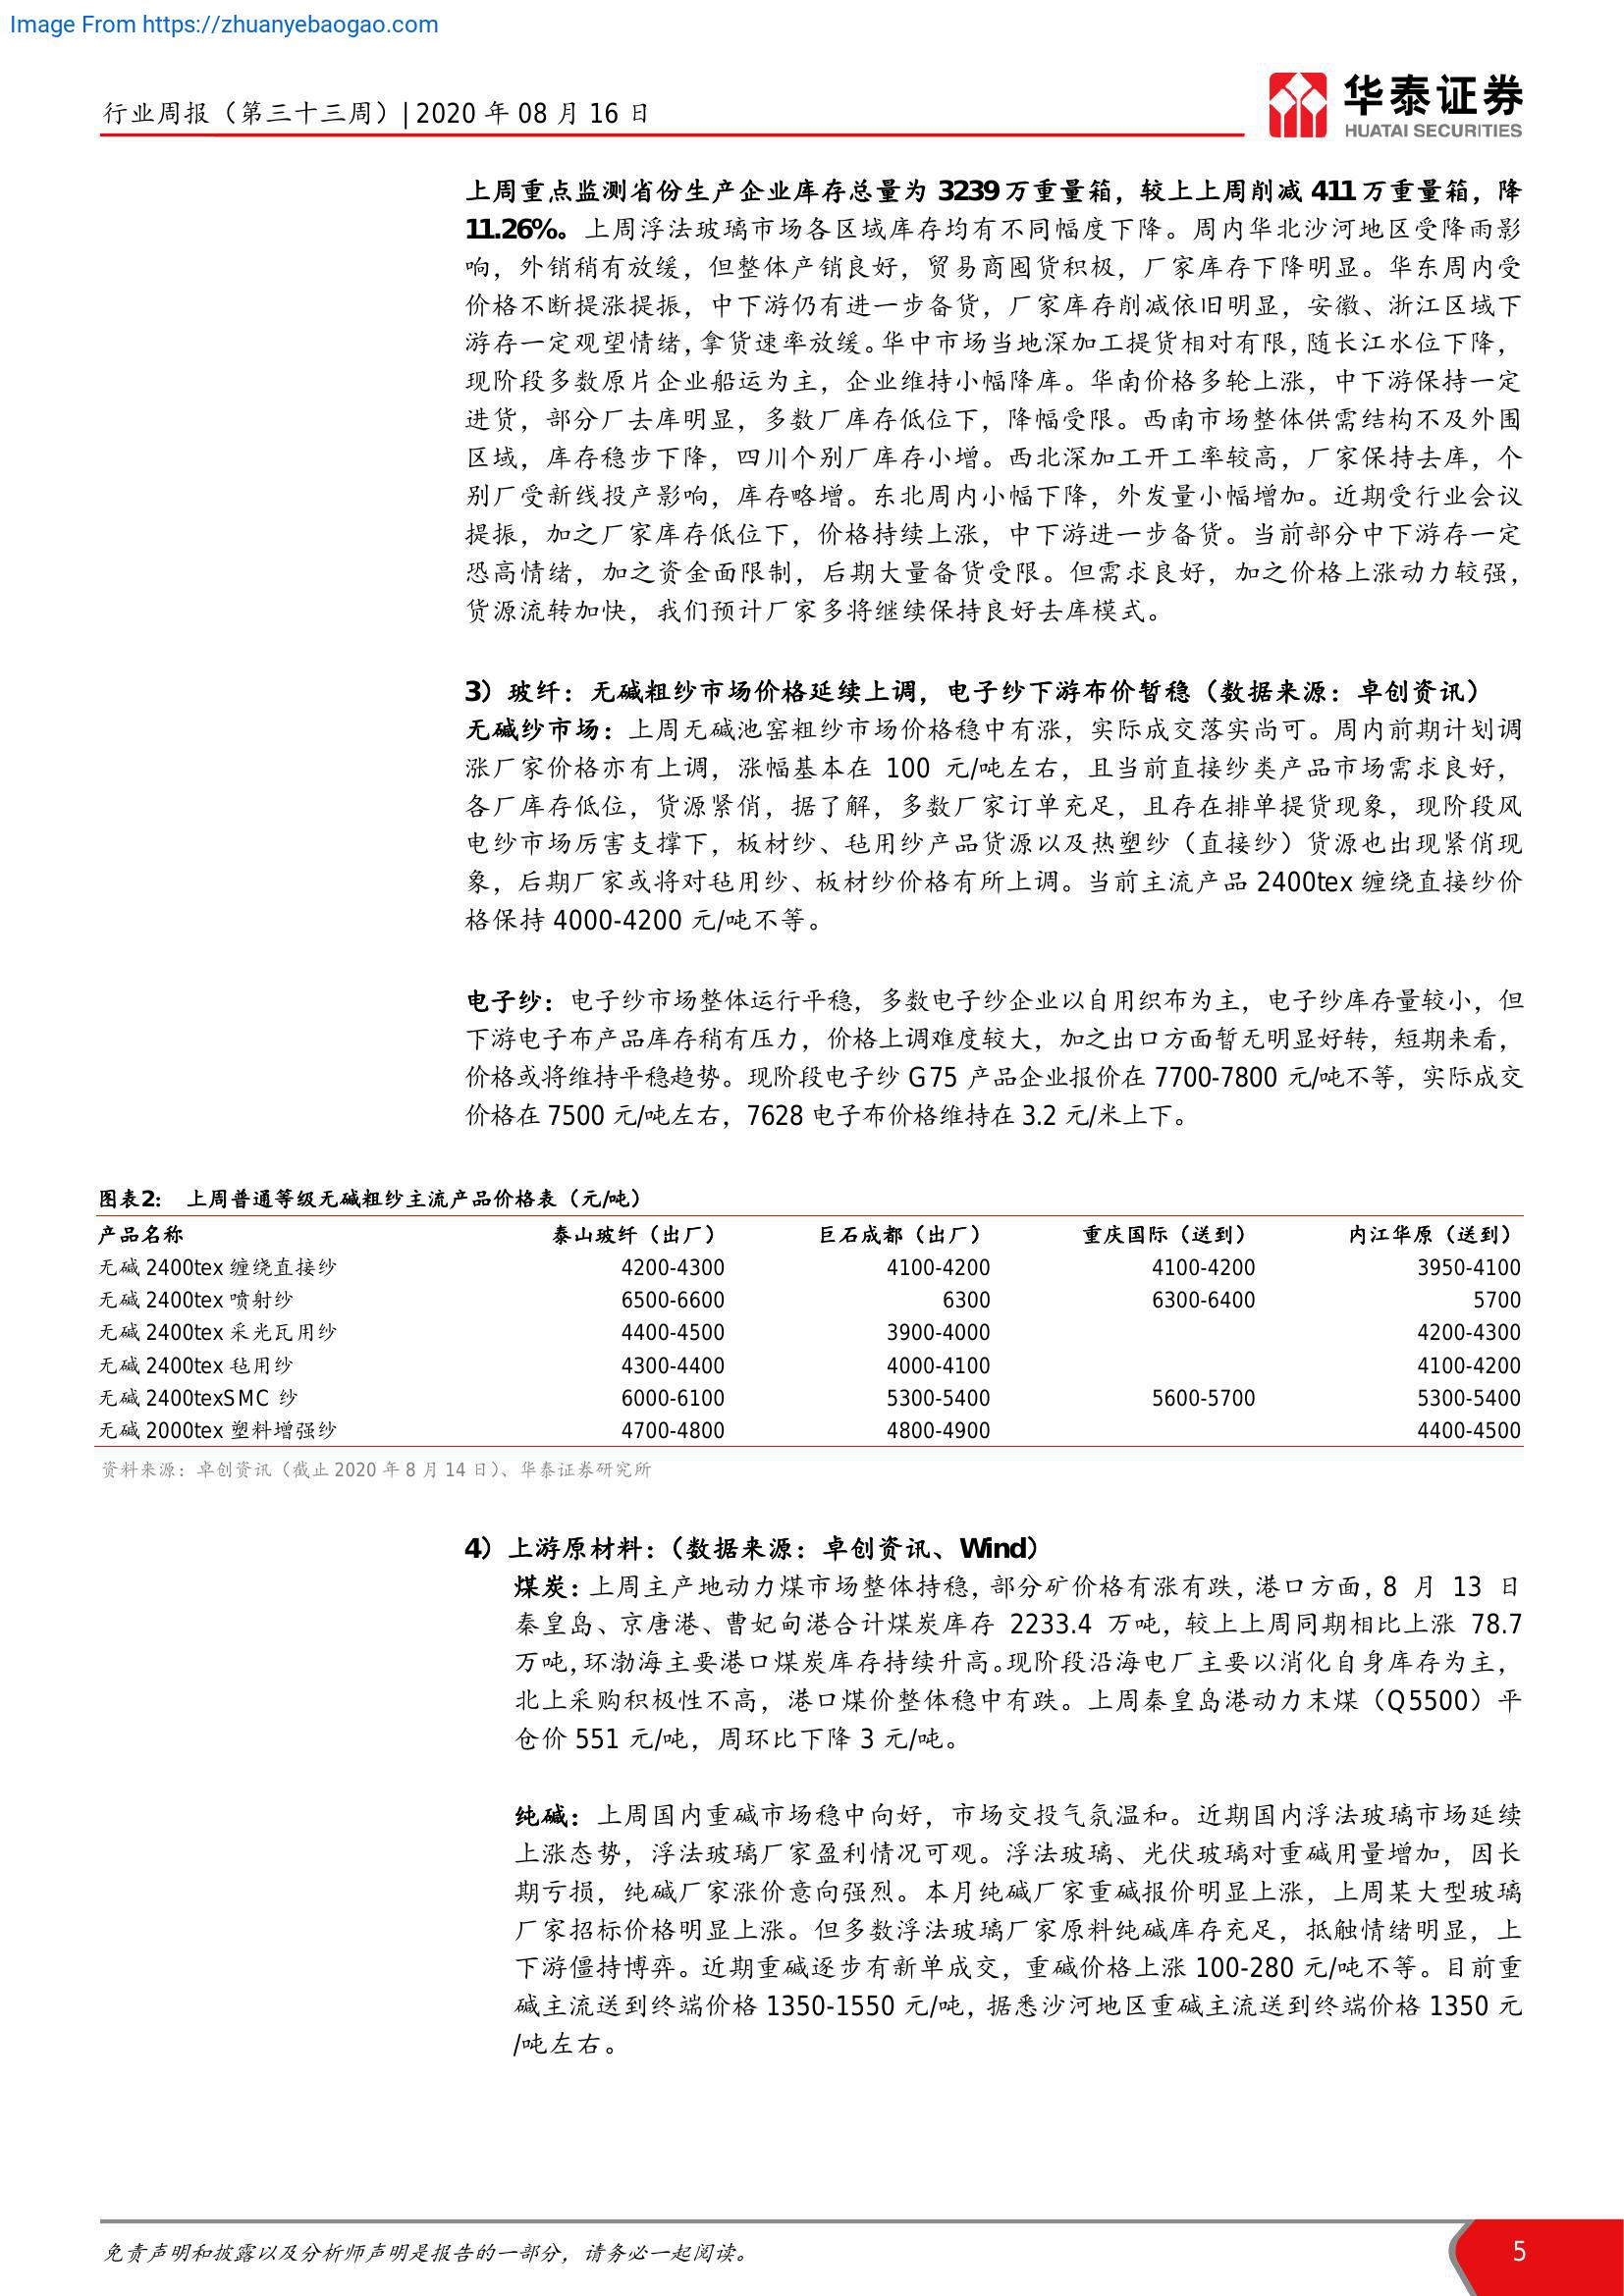 Image From https://zhuanyebaogao.com
行业周报（第三十三周）|2020 年 08 月 16 日
华泰证券
HUATAI SECURITIES
上周重点监测省份生产企业库存总量为 3239 万重量箱，较上上周削减 411 万重量箱，降
11.26%。上周浮法玻璃市场各区域库存均有不同幅度下降。周内华北沙河地区受降雨影
响，外销稍有放缓，但整体产销良好，贸易商囤货积极，厂家库存下降明显。华东周内受
价格不断提涨提振，中下游仍有进一步备货，厂家库存削减依旧明显，安徽、浙江区域下
游存一定观望情绪，拿货速率放缓。华中市场当地深加工提货相对有限，随长江水位下降，
现阶段多数原片企业船运为主，企业维持小幅降库。华南价格多轮上涨，中下游保持一定
进货，部分厂去库明显，多数厂库存低位下，降幅受限。西南市场整体供需结构不及外围
区域，库存稳步下降，四川个别厂库存小增。西北深加工开工率较高，厂家保持去库，个
别厂受新线投产影响，库存略增。东北周内小幅下降，外发量小幅增加。近期受行业会议
提振，加之厂家库存低位下，价格持续上涨，中下游进一步备货。当前部分中下游存一定
恐高情绪，加之资金面限制，后期大量备货受限。但需求良好，加之价格上涨动力较强，
货源流转加快，我们预计厂家多将继续保持良好去库模式。
3）玻纤：无碱粗纱市场价格延续上调，电子纱下游布价暂稳（数据来源：卓创资讯）
无碱纱市场：上周无碱池窑粗纱市场价格稳中有涨，实际成交落实尚可。周内前期计划调
涨厂家价格亦有上调，涨幅基本在 100 元/吨左右，且当前直接纱类产品市场需求良好，
各厂库存低位，货源紧俏，据了解，多数厂家订单充足，且存在排单提货现象，现阶段风
电纱市场厉害支撑下，板材纱、毡用纱产品货源以及热塑纱（直接纱）货源也出现紧俏现
象，后期厂家或将对毡用纱、板材纱价格有所上调。当前主流产品 2400tex 缠绕直接纱价
格保持 4000-4200 元/吨不等。
电子纱：电子纱市场整体运行平稳，多数电子纱企业以自用织布为主，电子纱库存量较小，但
下游电子布产品库存稍有压力，价格上调难度较大，加之出口方面暂无明显好转，短期来看，
价格或将维持平稳趋势。现阶段电子纱 G75 产品企业报价在 7700-7800 元/吨不等，实际成交
价格在 7500 元/吨左右，7628 电子布价格维持在 3.2 元/米上下。
图表2： 上周普通等级无碱粗纱主流产品价格表（元/吨）
产品名称 泰山玻纤（出厂） 巨石成都（出厂） 重庆国际（送到） 内江华原（送到）
无碱 2400tex 缠绕直接纱 4200-4300 4100-4200 4100-4200 3950-4100
无碱 2400tex 喷射纱 6500-6600 6300 6300-6400 5700
无碱 2400tex 采光瓦用纱 4400-4500 3900-4000 4200-4300
无碱 2400tex 毡用纱 4300-4400 4000-4100 4100-4200
无碱 2400texSMC 纱 6000-6100 5300-5400 5600-5700 5300-5400
无碱 2000tex 塑料增强纱 4700-4800 4800-4900 4400-4500
资料来源：卓创资讯（截止 2020 年 8 月 14 日）、华泰证券研究所
4）上游原材料：（数据来源：卓创资讯、Wind）
煤炭：上周主产地动力煤市场整体持稳，部分矿价格有涨有跌，港口方面，8 月 13 日
秦皇岛、京唐港、曹妃甸港合计煤炭库存 2233.4 万吨，较上上周同期相比上涨 78.7
万吨，环渤海主要港口煤炭库存持续升高。现阶段沿海电厂主要以消化自身库存为主，
北上采购积极性不高，港口煤价整体稳中有跌。上周秦皇岛港动力末煤（Q5500）平
仓价 551 元/吨，周环比下降 3 元/吨。
纯碱：上周国内重碱市场稳中向好，市场交投气氛温和。近期国内浮法玻璃市场延续
上涨态势，浮法玻璃厂家盈利情况可观。浮法玻璃、光伏玻璃对重碱用量增加，因长
期亏损，纯碱厂家涨价意向强烈。本月纯碱厂家重碱报价明显上涨，上周某大型玻璃
厂家招标价格明显上涨。但多数浮法玻璃厂家原料纯碱库存充足，抵触情绪明显，上
下游僵持博弈。近期重碱逐步有新单成交，重碱价格上涨 100-280 元/吨不等。目前重
碱主流送到终端价格 1350-1550 元/吨，据悉沙河地区重碱主流送到终端价格 1350 元
/吨左右。
免责声明和披露以及分析师声明是报告的一部分，请务必一起阅读。
5